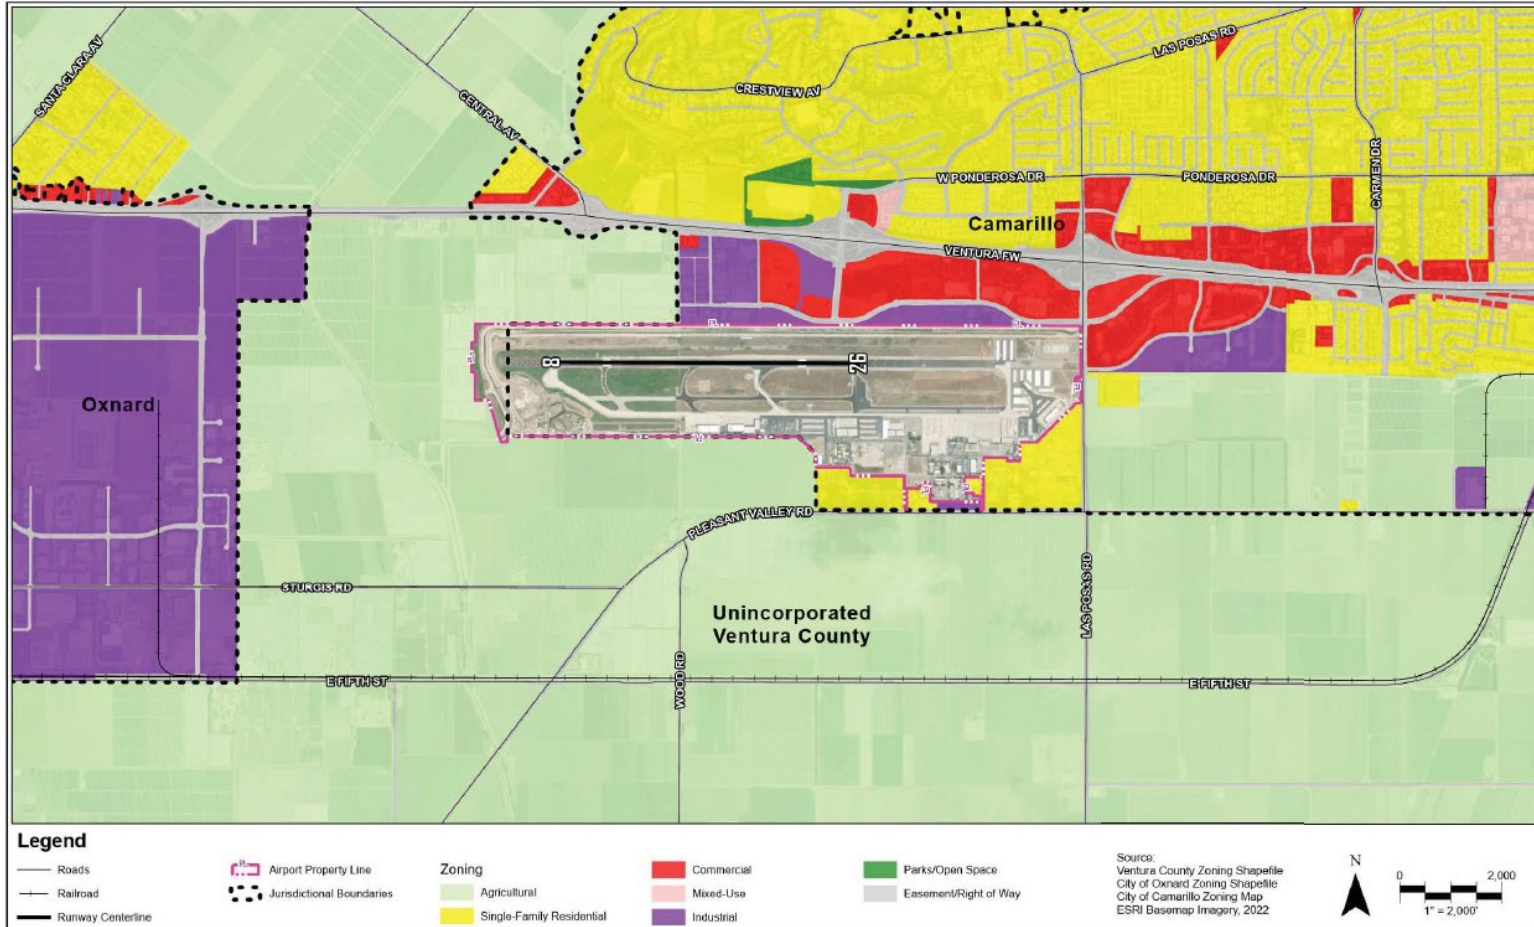 SANTA CLARA AV
CENTRAL AV
CRESTVIEW AV
LAS POSAS RD
CARMEN DR
W PONDEROSA DR
PONDEROSA DR
Camarillo
VENTURA FW
8
26
Oxnard
PLEASANT VALLEY RD
STURGIS RD
Unincorporated
Ventura County
WOOD RD
LAS POSAS RD
E FIFTH ST
E FIFTH ST
Legend
Roads
Railroad
Runway Centerline
Airport Property Line
Jurisdictional Boundaries
Zoning
Agricultural
Single-Family Residential
Commercial
Mixed-Use
Industrial
Parks/Open Space
Easement/Right of Way
Source:
Ventura County Zoning Shapefile
City of Oxnard Zoning Shapefile
City of Camarillo Zoning Map
ESRI Basemap Imagery, 2022
N
0 2,000
1" = 2,000'